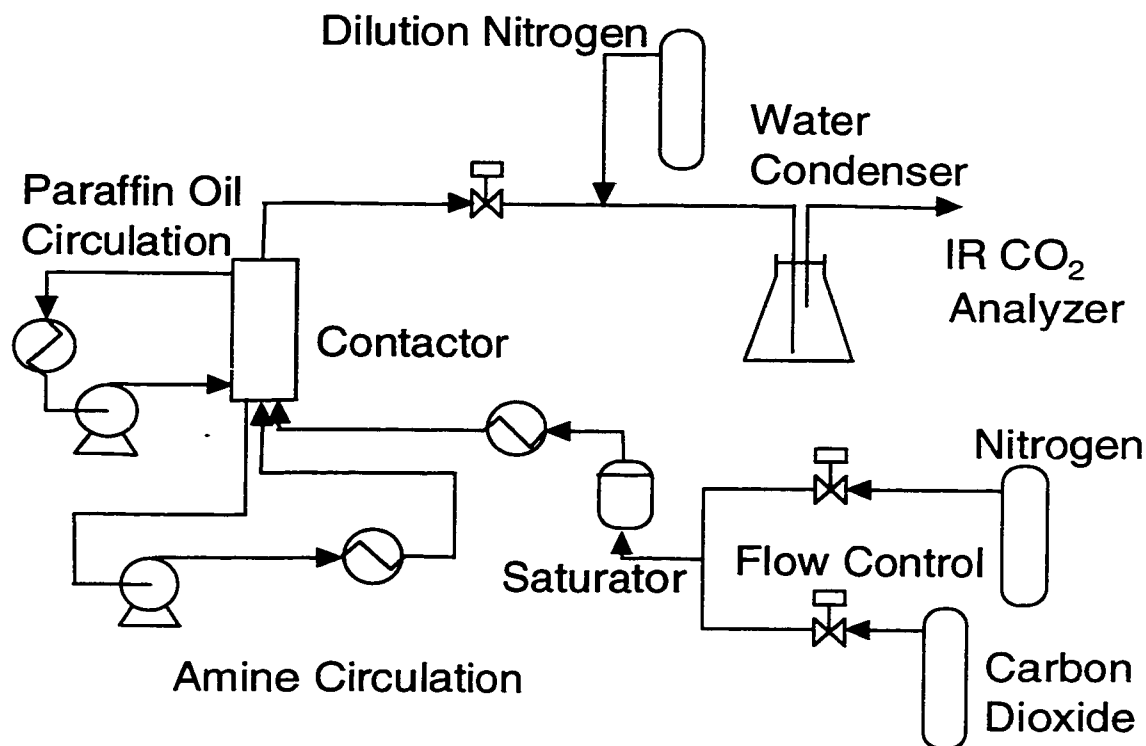 Dilution Nitrogen
Water
Condenser
Paraffin Oil
Circulation
IR CO₂
Analyzer
Contactor
Nitrogen
Flow Control
Saturator
Amine Circulation
Carbon
Dioxide